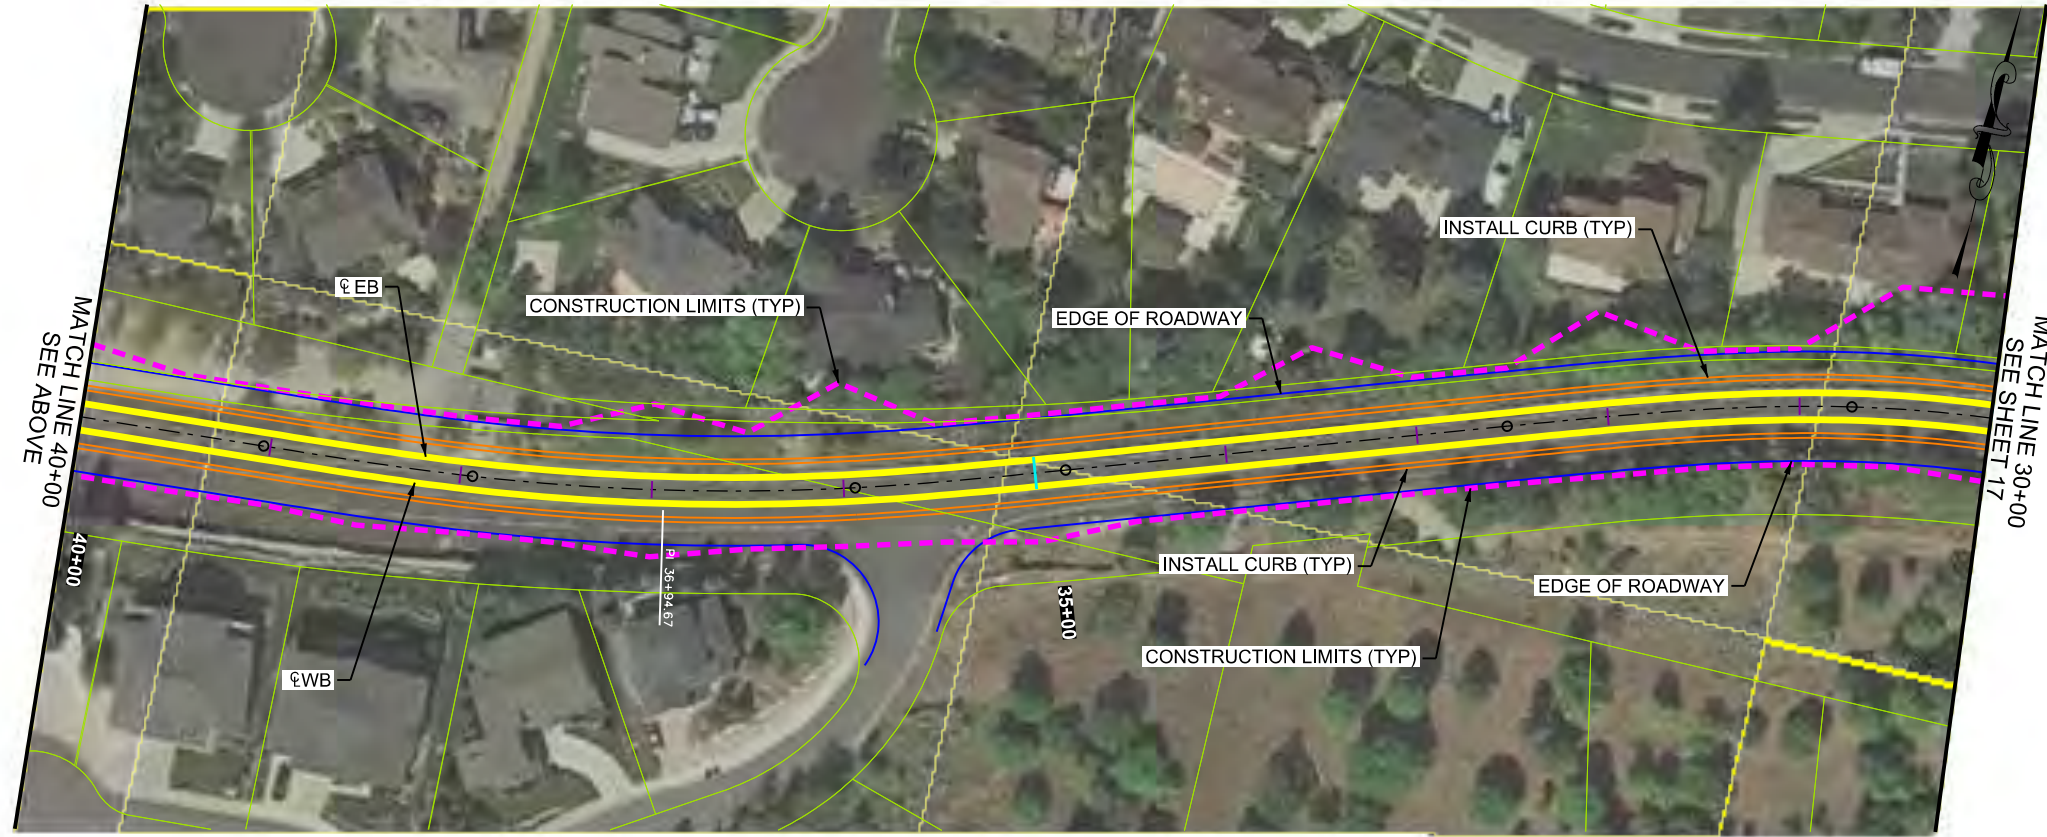 INSTALL CURB (TYP)
℄ EB
CONSTRUCTION LIMITS (TYP)
EDGE OF ROADWAY
MATCH LINE 40+00
SEE ABOVE
MATCH LINE 30+00
SEE SHEET 17
40+00
PI 36+94.67
35+00
INSTALL CURB (TYP)
EDGE OF ROADWAY
CONSTRUCTION LIMITS (TYP)
℄ WB